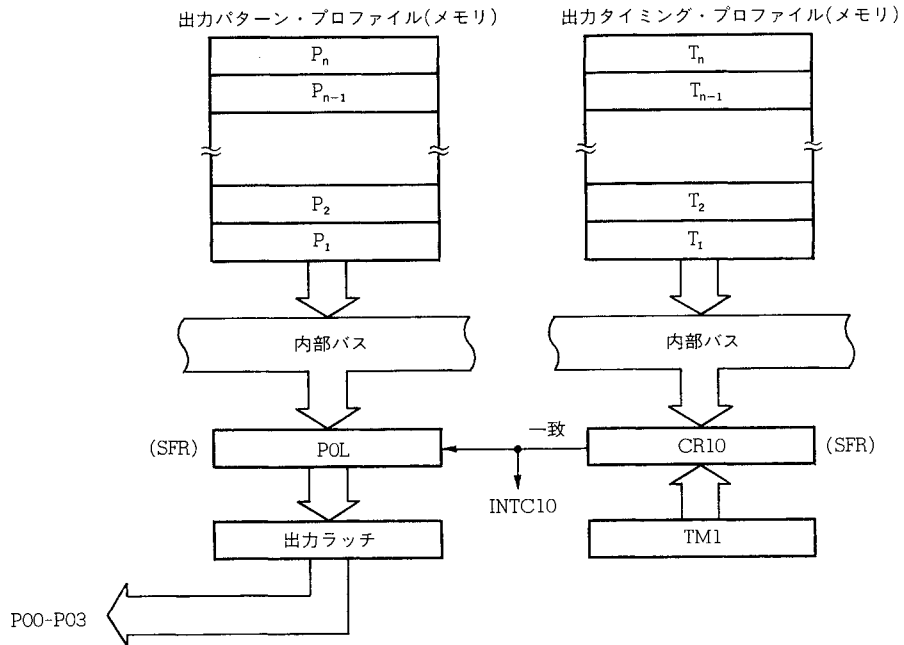 出力パターン・プロファイル(メモリ)
Pn
Pn-1
P2
P1
内部バス
(SFR)
P0L
出力ラッチ
P00-P03
出力タイミング・プロファイル(メモリ)
Tn
Tn-1
T2
T1
内部バス
一致
INTC10
CR10
(SFR)
TM1